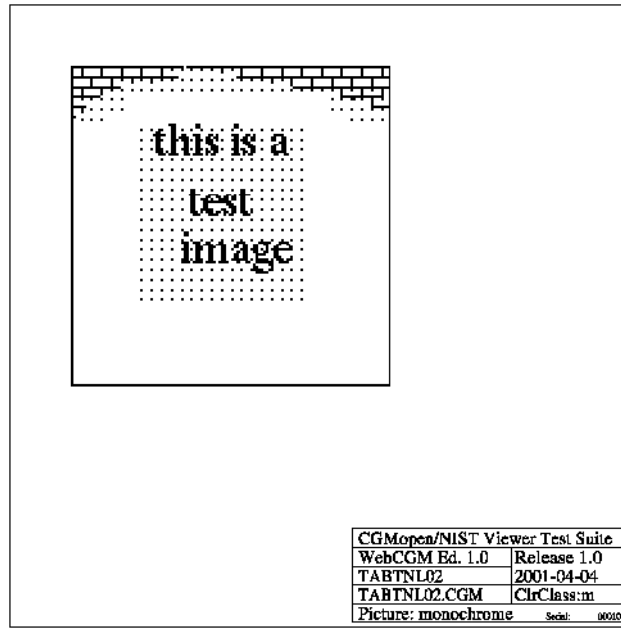 this is a
test
image
CGMopen/NIST Viewer Test Suite
WebCGM Ed. 1.0 Release 1.0
TABTNL02 2001-04-04
TABTNL02.CGM ClrClass:m
Picture: monochrome Serial: